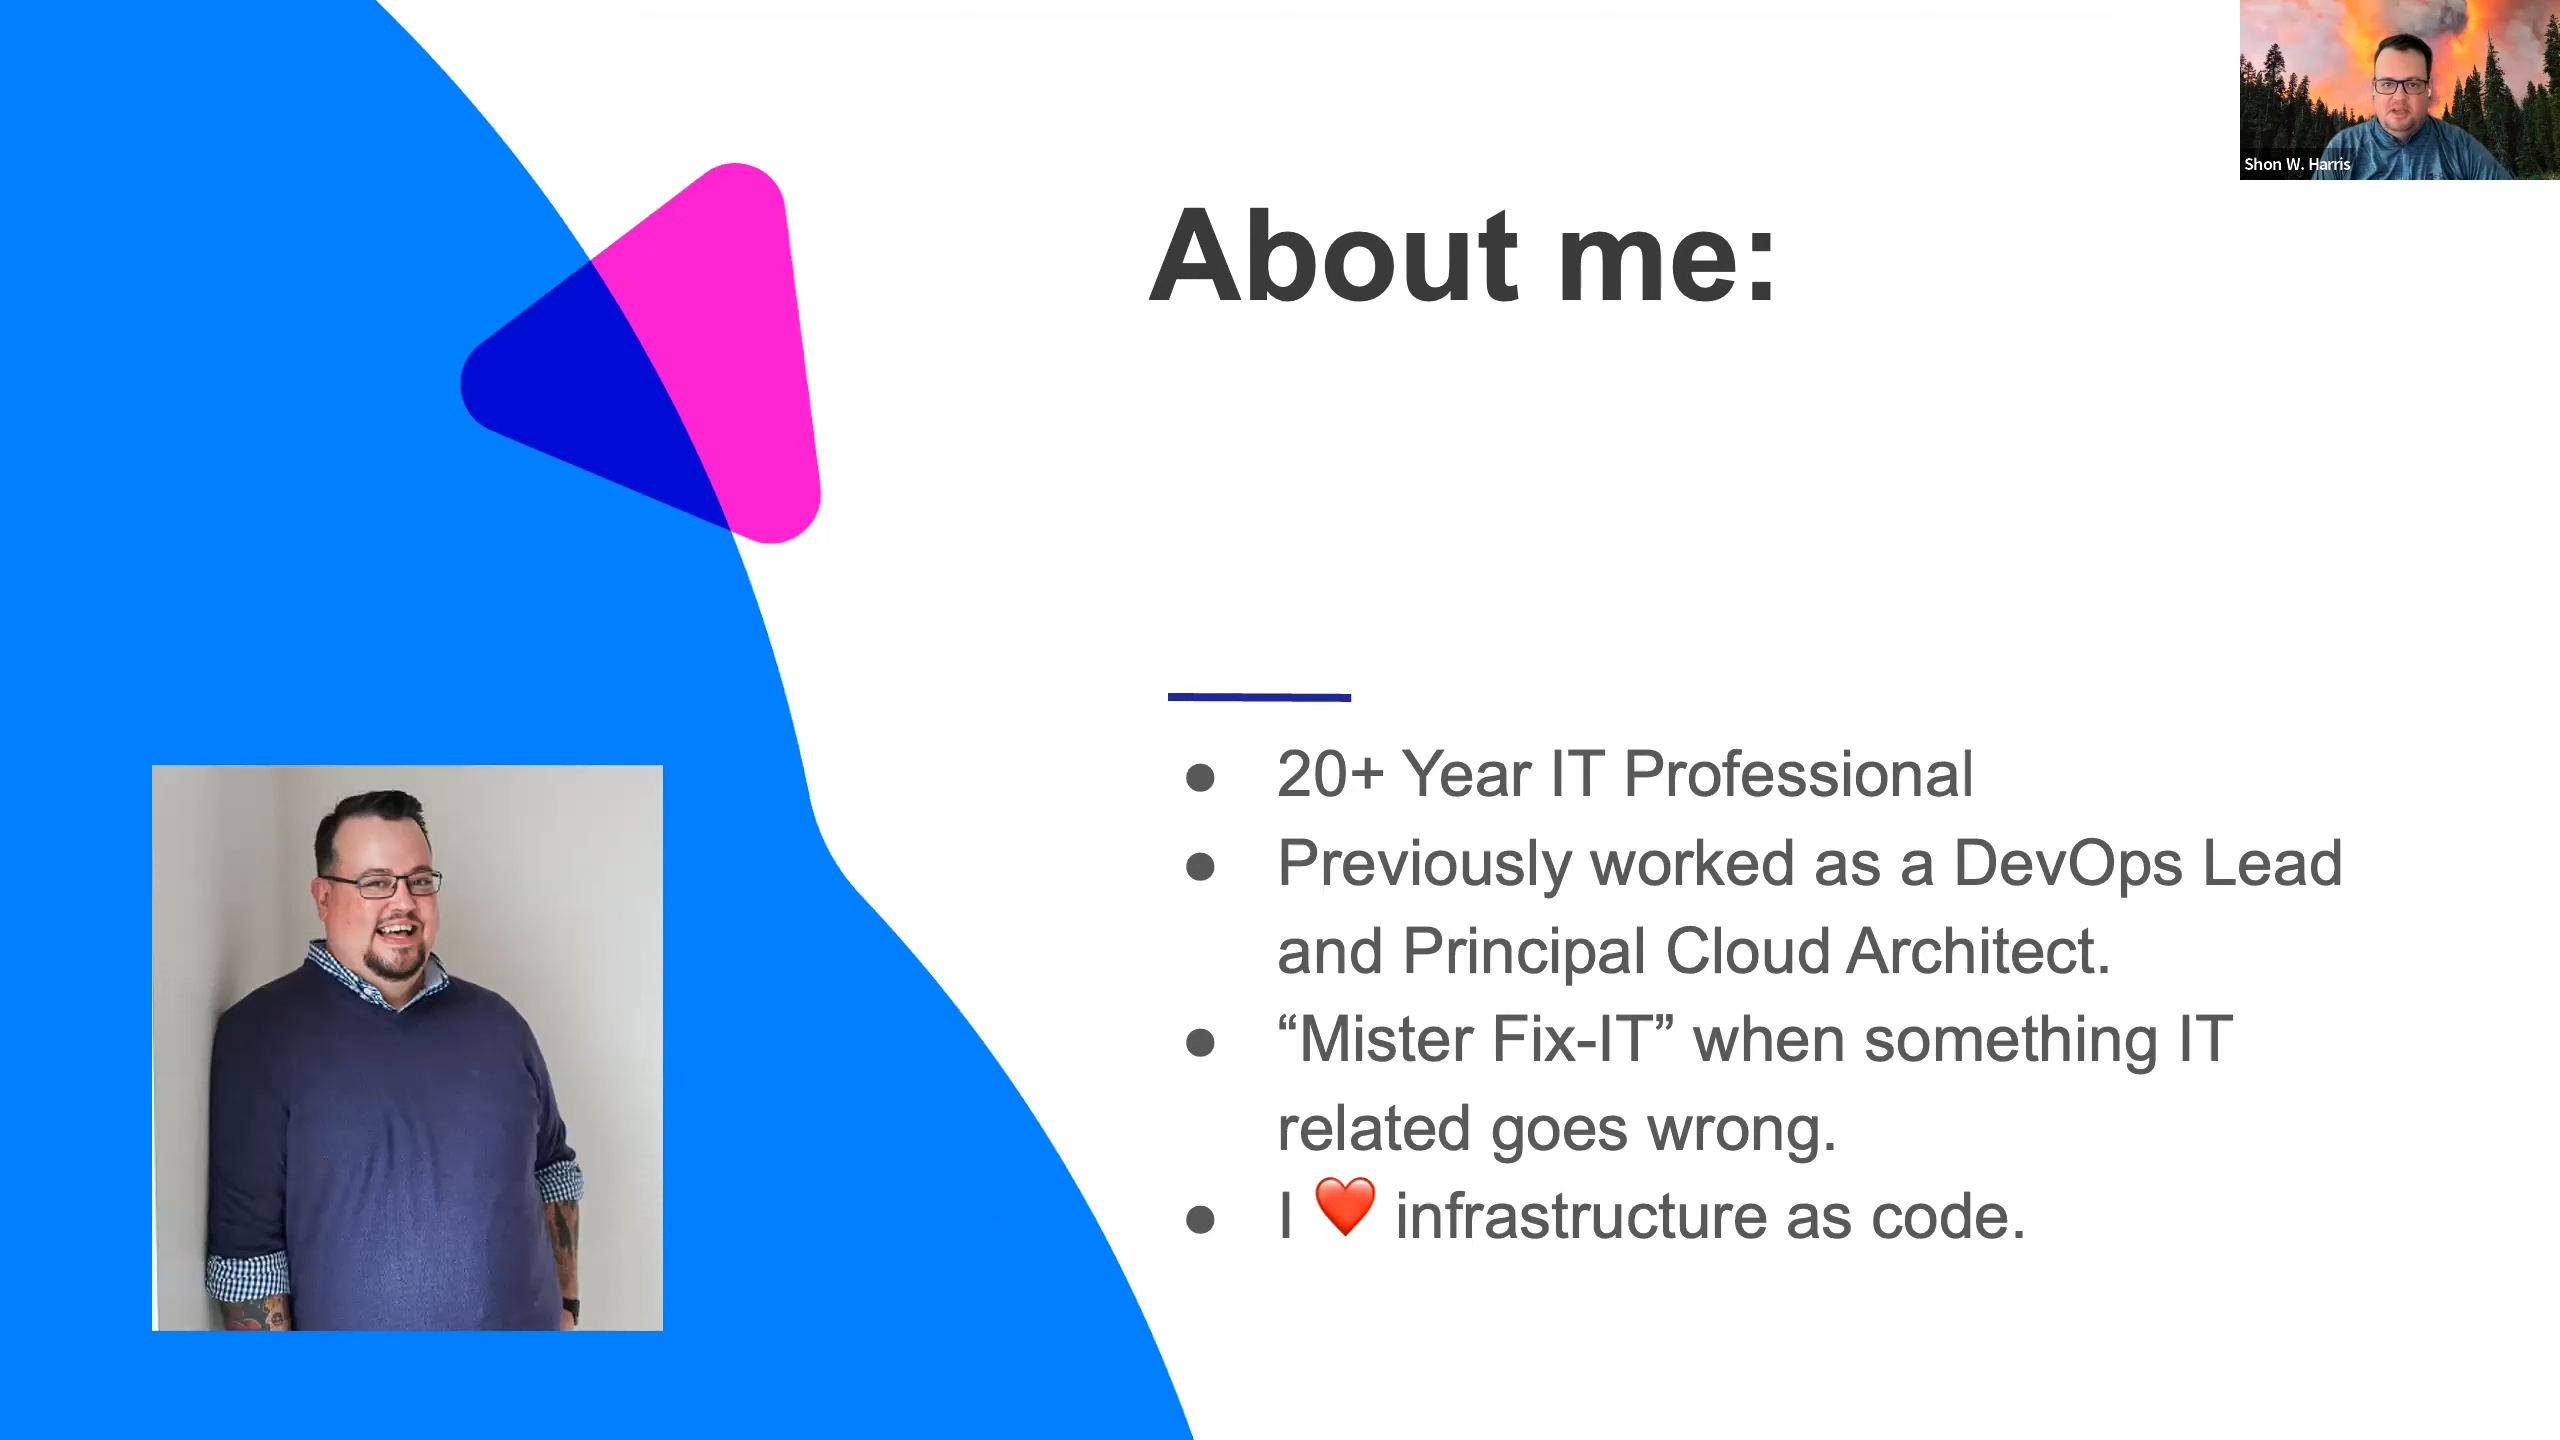 Shon W. Harris
About me:
● 20+ Year IT Professional
● Previously worked as a DevOps Lead
and Principal Cloud Architect.
● “Mister Fix-IT” when something IT
related goes wrong.
● I ❤️ infrastructure as code.